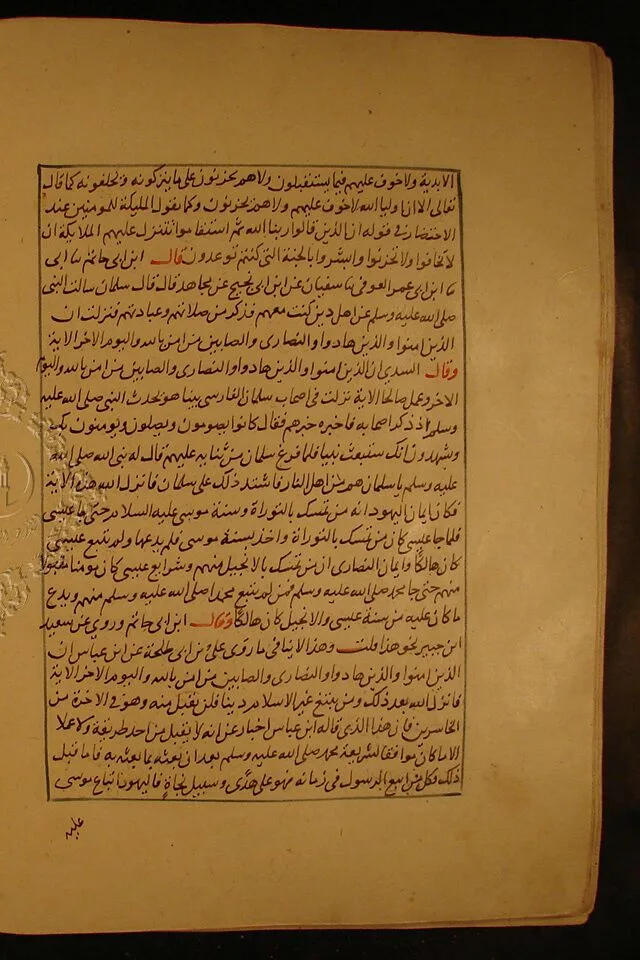 الابدية ولا خوف عليهم فيما يستقبلون ولا هم يحزنون على ما يتركونه ويخلفونه كما قال
تعالى الا ان اوليا الله لا خوف عليهم ولا هم يحزنون وكما يقول المليكة للمومنين عند
الاحتضار في قوله ان الذين قالوا ربنا الله ثم استقاموا تتنزل عليهم الملايكة ان
لا تخافوا ولا تحزنوا وابشروا بالجنة التي كنتم توعدون قال ابن ابي حاتم ثنا ابي
ثنا ابن ابي عمر العوفي ثنا سفيان عن ابن ابي نجيح عن مجاهد قال قال سلمان سالت النبي
صلى الله عليه وسلم عن اهل دين كنت معهم فذكر من صلاتهم وعبادتهم فنزلت ان
الذين امنوا والذين هادوا والنصارى والصابين من امن بالله واليوم الاخر الاية
وقال السدي ان الذين امنوا والذين هادوا والنصارى والصابين من امن بالله واليوم
الاخر وعمل صالحا الاية نزلت في اصحاب سلمان الفارسي بينا هو يحدث النبي صلى الله عليه
وسلم اذ ذكر اصحابه فاخبره خبرهم فقال كانوا يصومون ويصلون ويومنون بك
ويشهدون انك ستبعث نبيا فلما فرغ سلمان من ثنايه عليهم قال له نبي الله صلى الله
عليه وسلم يا سلمان هم من اهل النار فاشتد ذلك على سلمان فانزل الله هذه الاية
فكان ايمان اليهود انه من تمسك بالتوراة وسنة موسى عليه السلام حتى جا عيسى
فلما جا عيسى كان من تمسك بالتوراة واخذ بسنة موسى فلم يدعها ولم يتبع عيسى
كان هالكا وايمان النصارى ان من تمسك بالانجيل منهم وشرايع عيسى كان مومنا مقبولا
منهم حتى جا محمد صلى الله عليه وسلم فمن لم يتبع محمدا صلى الله عليه وسلم منهم ويدع
ما كان عليه من سنة عيسى والانجيل كان هالكا وقال ابن ابي حاتم وروي عن سعيد
ابن جبير نحو هذا قلت وهذا لا ينافي ما روى علي بن ابي طلحة عن ابن عباس ان
الذين امنوا والذين هادوا والنصارى والصابين من امن بالله واليوم الاخر الاية
فانزل الله بعد ذلك ومن يبتغ غير الاسلام دينا فلن يقبل منه وهو في الاخرة من
الخاسرين فان هذا الذي قاله ابن عباس اخبار عن انه لا يقبل من احد طريقة ولا عملا
الا ما كان موافقا لشريعة محمد صلى الله عليه وسلم بعد ان بعثه بما بعثه به فاما قبل
ذلك فكل من اتبع الرسول في زمانه فهو على هدى وسبيل نجاة فاليهود اتباع موسى
عليه